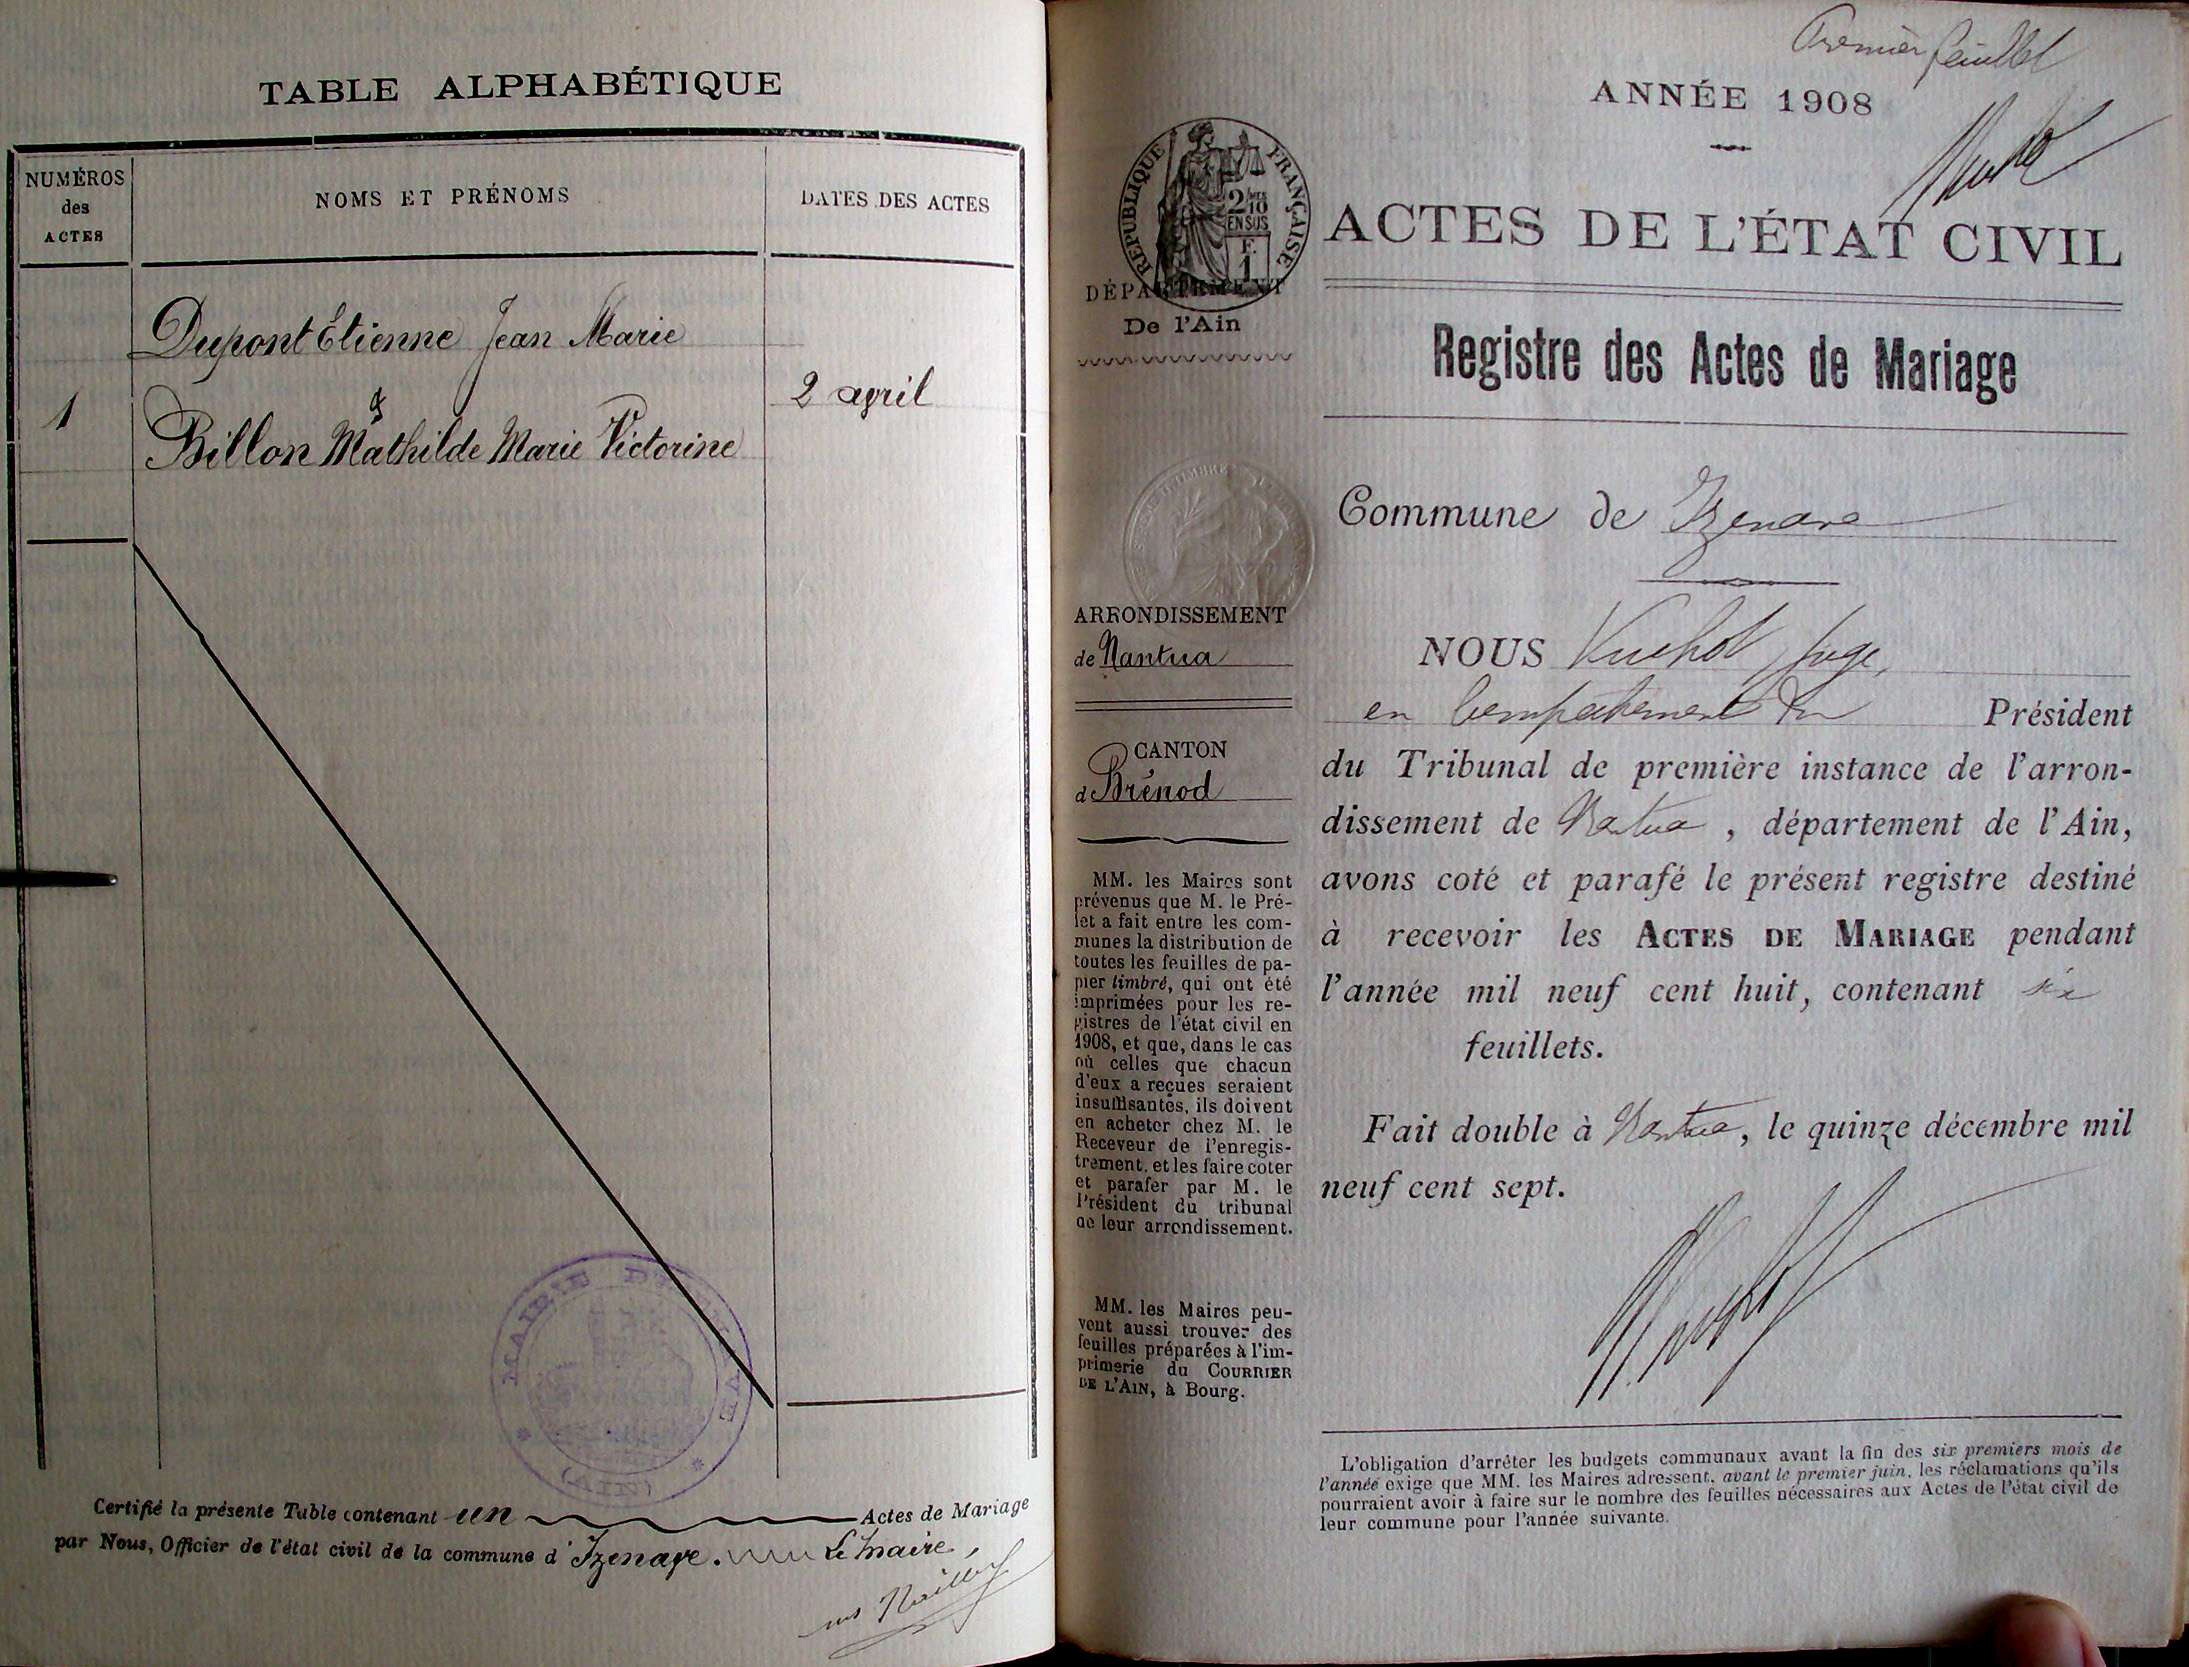 TABLE ALPHABÉTIQUE
NUMÉROS
des
ACTES
NOMS ET PRÉNOMS
DATES DES ACTES
Dupont Etienne Jean Marie
1
&
2 april
Billon Mathilde Marie Victorine
MAIRIE
(AIN)
Certifié la présente Table contenant un Actes de Mariage
par Nous, Officier de l'état civil de la commune d'Izenave. Le Maire,
Premier feuillet
ANNÉE 1908
RÉPUBLIQUE FRANÇAISE
2/10
EN SUS
F.
1
ACTES DE L'ÉTAT CIVIL
DÉPARTEMENT
De l'Ain
Registre des Actes de Mariage
Commune de Izenave
ARRONDISSEMENT
de Nantua
CANTON
d Brénod
MM. les Maires sont
prévenus que M. le Pré-
fet a fait entre les com-
munes la distribution de
toutes les feuilles de pa-
pier timbré, qui ont été
imprimées pour les re-
gistres de l'état civil en
1908, et que, dans le cas
où celles que chacun
d'eux a reçues seraient
insuffisantes, ils doivent
en acheter chez M. le
Receveur de l'enregis-
trement, et les faire coter
et parafer par M. le
Président du tribunal
de leur arrondissement.
MM. les Maires peu-
vent aussi trouver des
feuilles préparées à l'im-
primerie du COURRIER
DE L'AIN, à Bourg.
NOUS juge,
en empêchement du Président
du Tribunal de première instance de l'arron-
dissement de Nantua, département de l'Ain,
avons coté et parafé le présent registre destiné
à recevoir les ACTES DE MARIAGE pendant
l'année mil neuf cent huit, contenant six
feuillets.
Fait double à Nantua, le quinze décembre mil
neuf cent sept.
L'obligation d'arrêter les budgets communaux avant la fin des six premiers mois de
l'année exige que MM. les Maires adressent, avant le premier juin, les réclamations qu'ils
pourraient avoir à faire sur le nombre des feuilles nécessaires aux Actes de l'état civil de
leur commune pour l'année suivante.